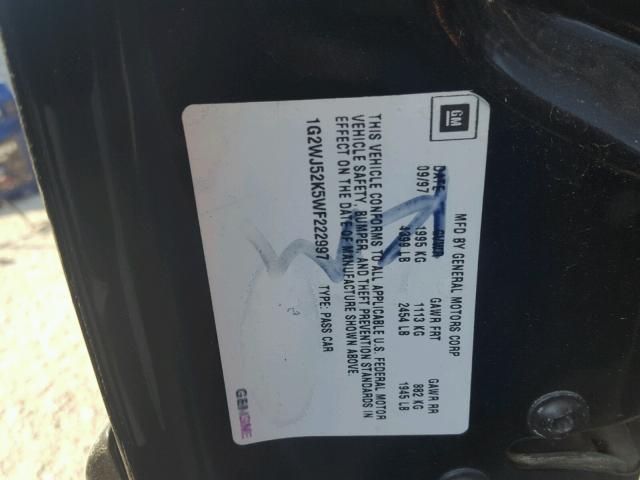 GM
MFD BY GENERAL MOTORS CORP
DATE GVWR GAWR FRT GAWR RR
09/97 1995 KG 1113 KG 882 KG
4399 LB 2454 LB 1945 LB
THIS VEHICLE CONFORMS TO ALL APPLICABLE U.S. FEDERAL MOTOR
VEHICLE SAFETY, BUMPER, AND THEFT PREVENTION STANDARDS IN
EFFECT ON THE DATE OF MANUFACTURE SHOWN ABOVE.
1G2WJ52K5WF222997 TYPE: PASS CAR